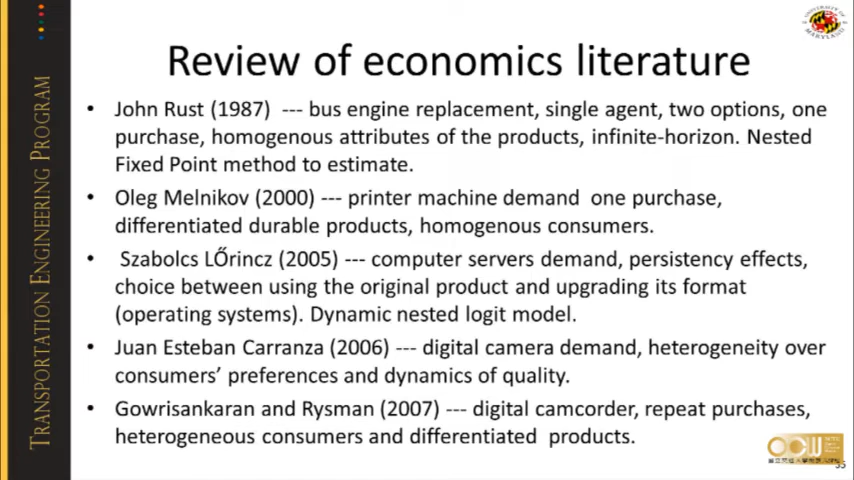 Review of economics literature
• John Rust (1987) --- bus engine replacement, single agent, two options, one
purchase, homogenous attributes of the products, infinite-horizon. Nested
Fixed Point method to estimate.
• Oleg Melnikov (2000) --- printer machine demand one purchase,
differentiated durable products, homogenous consumers.
• Szabolcs LŐrincz (2005) --- computer servers demand, persistency effects,
choice between using the original product and upgrading its format
(operating systems). Dynamic nested logit model.
• Juan Esteban Carranza (2006) --- digital camera demand, heterogeneity over
consumers’ preferences and dynamics of quality.
• Gowrisankaran and Rysman (2007) --- digital camcorder, repeat purchases,
heterogeneous consumers and differentiated products.
TRANSPORTATION ENGINEERING PROGRAM
UNIVERSITY OF
MARYLAND
OCW
35